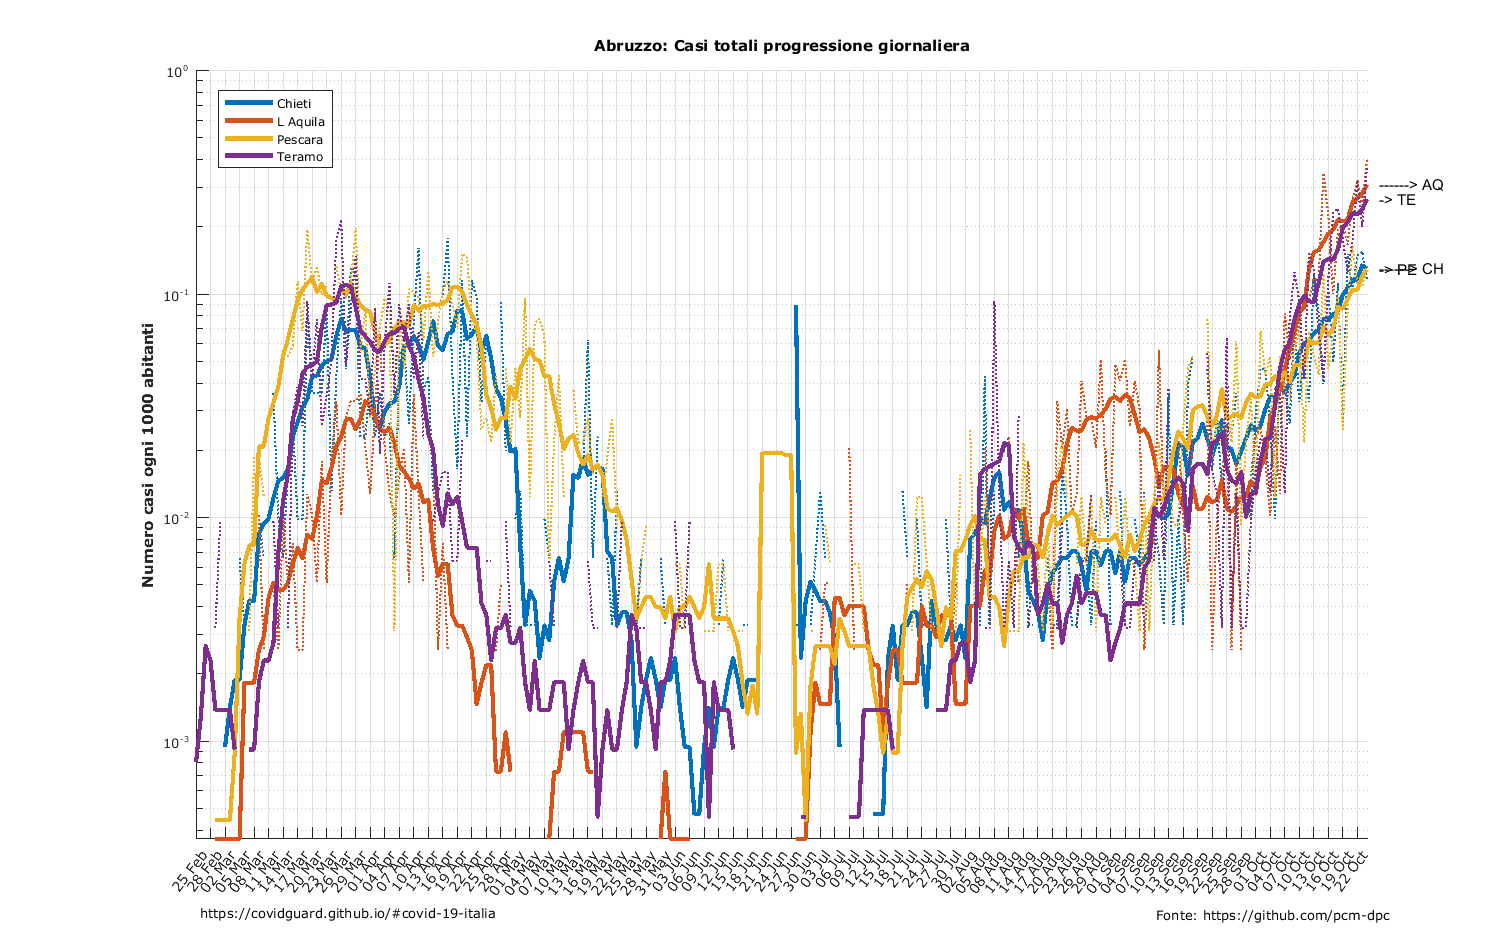 Abruzzo: Casi totali progressione giornaliera
Numero casi ogni 1000 abitanti
10^0
10^-1
10^-2
10^-3
Chieti
L Aquila
Pescara
Teramo
------> AQ
-> TE
-> PE
----> CH
25 Feb
28 Feb
02 Mar
05 Mar
08 Mar
11 Mar
14 Mar
17 Mar
20 Mar
23 Mar
26 Mar
29 Mar
01 Apr
04 Apr
07 Apr
10 Apr
13 Apr
16 Apr
19 Apr
22 Apr
25 Apr
28 Apr
01 May
04 May
07 May
10 May
13 May
16 May
19 May
22 May
25 May
28 May
31 May
03 Jun
06 Jun
09 Jun
12 Jun
15 Jun
18 Jun
21 Jun
24 Jun
27 Jun
30 Jun
03 Jul
06 Jul
09 Jul
12 Jul
15 Jul
18 Jul
21 Jul
24 Jul
27 Jul
30 Jul
02 Aug
05 Aug
08 Aug
11 Aug
14 Aug
17 Aug
20 Aug
23 Aug
26 Aug
29 Aug
01 Sep
04 Sep
07 Sep
10 Sep
13 Sep
16 Sep
19 Sep
22 Sep
25 Sep
28 Sep
01 Oct
04 Oct
07 Oct
10 Oct
13 Oct
16 Oct
19 Oct
22 Oct
https://covidguard.github.io/#covid-19-italia
Fonte: https://github.com/pcm-dpc